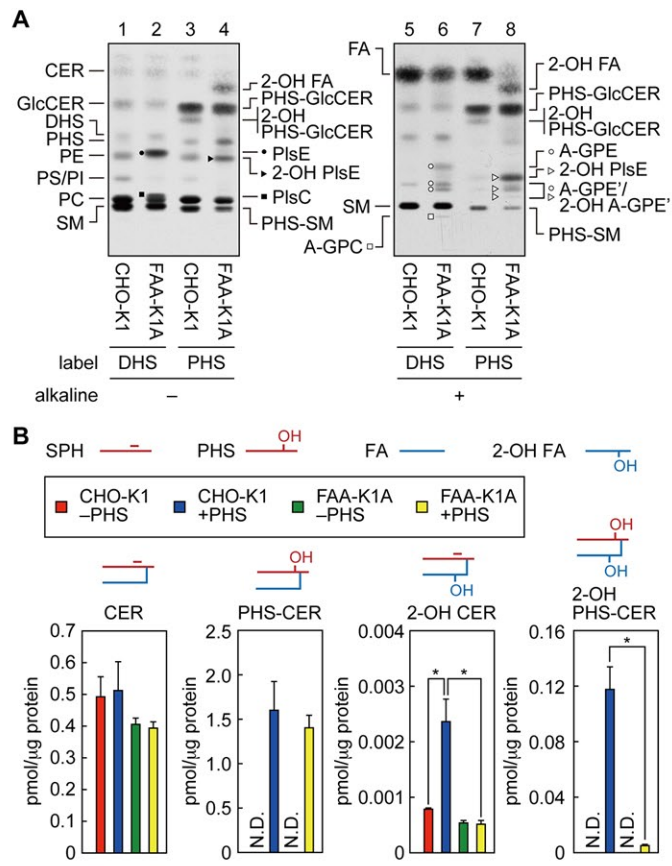 A
1 2 3 4
5 6 7 8
CER
GlcCER
DHS
PHS
PE
PS/PI
PC
SM
2-OH FA
PHS-GlcCER
2-OH
PHS-GlcCER
● PlsE
▸ 2-OH PlsE
■ PlsC
PHS-SM
FA
SM
A-GPC □
2-OH FA
PHS-GlcCER
2-OH
PHS-GlcCER
○ A-GPE
▹ 2-OH PlsE
○ A-GPE'/
▹ 2-OH A-GPE'
PHS-SM
CHO-K1 FAA-K1A CHO-K1 FAA-K1A
CHO-K1 FAA-K1A CHO-K1 FAA-K1A
label DHS PHS DHS PHS
alkaline – +
B
SPH PHS OH FA 2-OH FA OH
CHO-K1 –PHS
CHO-K1 +PHS
FAA-K1A –PHS
FAA-K1A +PHS
CER
pmol/µg protein
0.7
0.6
0.5
0.4
0.3
0.2
0.1
0
OH
PHS-CER
pmol/µg protein
2.5
2.0
1.5
1.0
0.5
0
N.D.
N.D.
OH
2-OH CER
pmol/µg protein
0.004
0.003
0.002
0.001
0
* *
OH
OH
2-OH
PHS-CER
pmol/µg protein
0.16
0.12
0.08
0.04
0
N.D.
N.D.
*